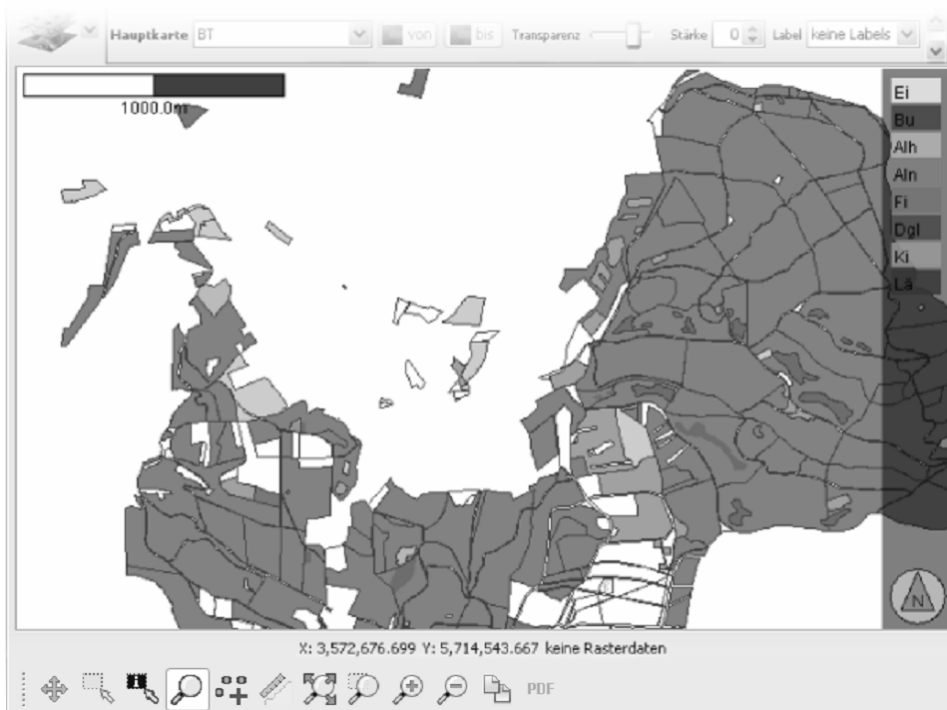 Hauptkarte BT von bis Transparenz Stärke 0 Label keine Labels
1000.0m
Ei
Bu
Alh
Aln
Fi
Dgl
Ki
Lä
N
X: 3,572,676.699 Y: 5,714,543.667 keine Rasterdaten
PDF